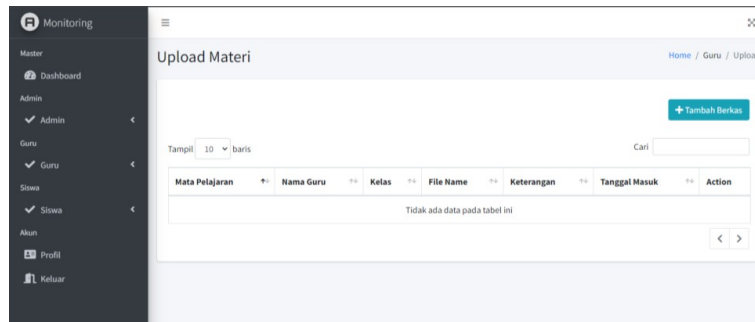 Monitoring
Master
Dashboard
Admin
Admin
Guru
Guru
Siswa
Siswa
Akun
Profil
Keluar
Upload Materi
Home / Guru / Uploa
+ Tambah Berkas
Tampil 10 baris
Cari
Mata Pelajaran Nama Guru Kelas File Name Keterangan Tanggal Masuk Action
Tidak ada data pada tabel ini